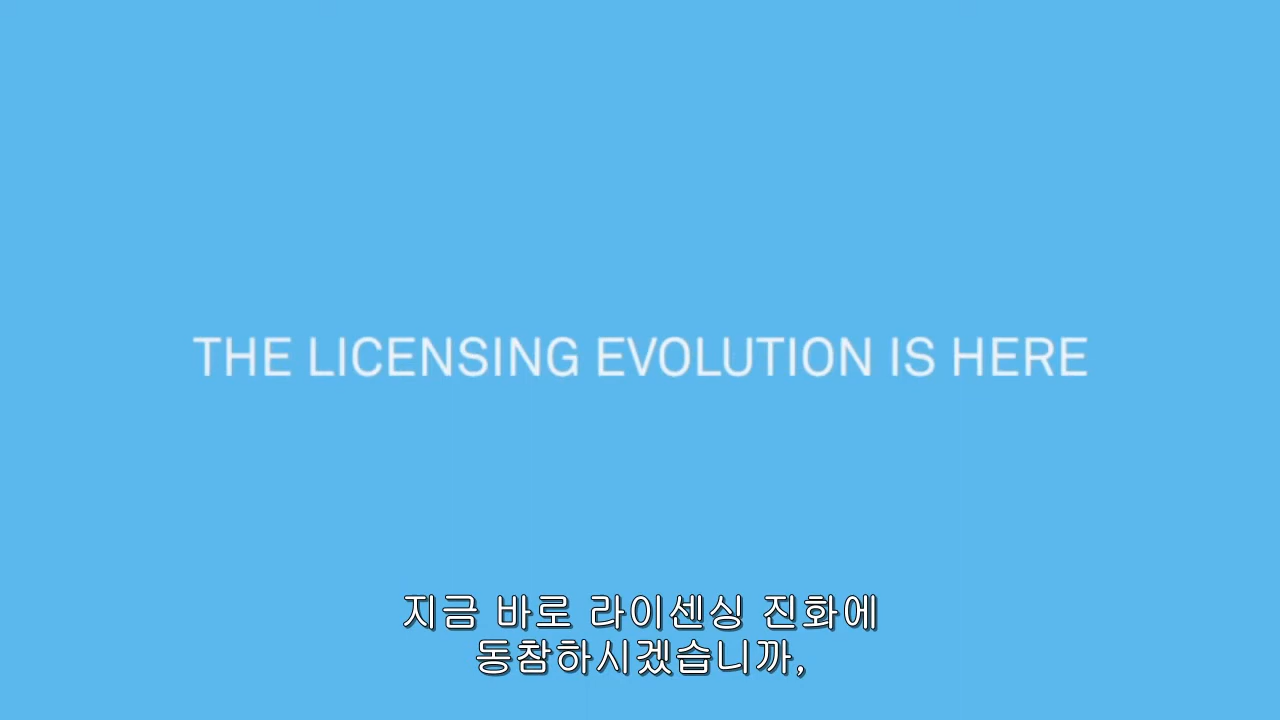 THE LICENSING EVOLUTION IS HERE
지금 바로 라이센싱 진화에
동참하시겠습니까,